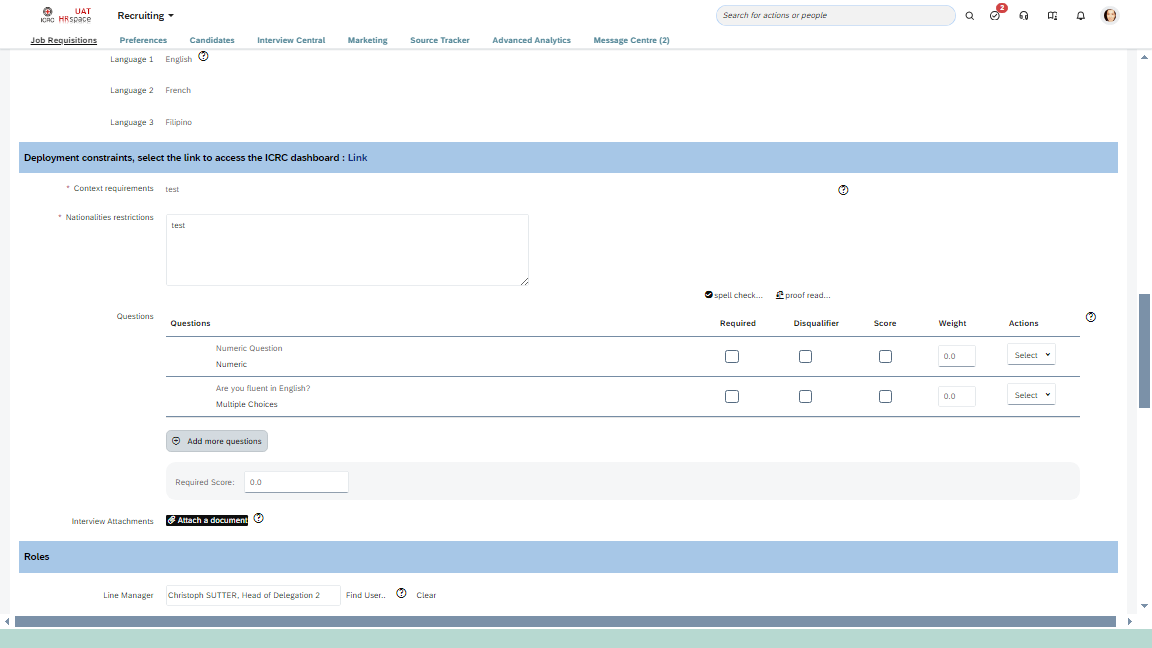 ICRC UAT HRspace
Recruiting
Search for actions or people
2
Job Requisitions Preferences Candidates Interview Central Marketing Source Tracker Advanced Analytics Message Centre (2)
Language 1 English
Language 2 French
Language 3 Filipino
Deployment constraints, select the link to access the ICRC dashboard : Link
* Context requirements test
* Nationalities restrictions test
spell check... proof read...
Questions
Questions Required Disqualifier Score Weight Actions
Numeric Question
Numeric 0.0 Select
Are you fluent in English?
Multiple Choices 0.0 Select
Add more questions
Required Score: 0.0
Interview Attachments Attach a document
Roles
Line Manager Christoph SUTTER, Head of Delegation 2 Find User.. Clear